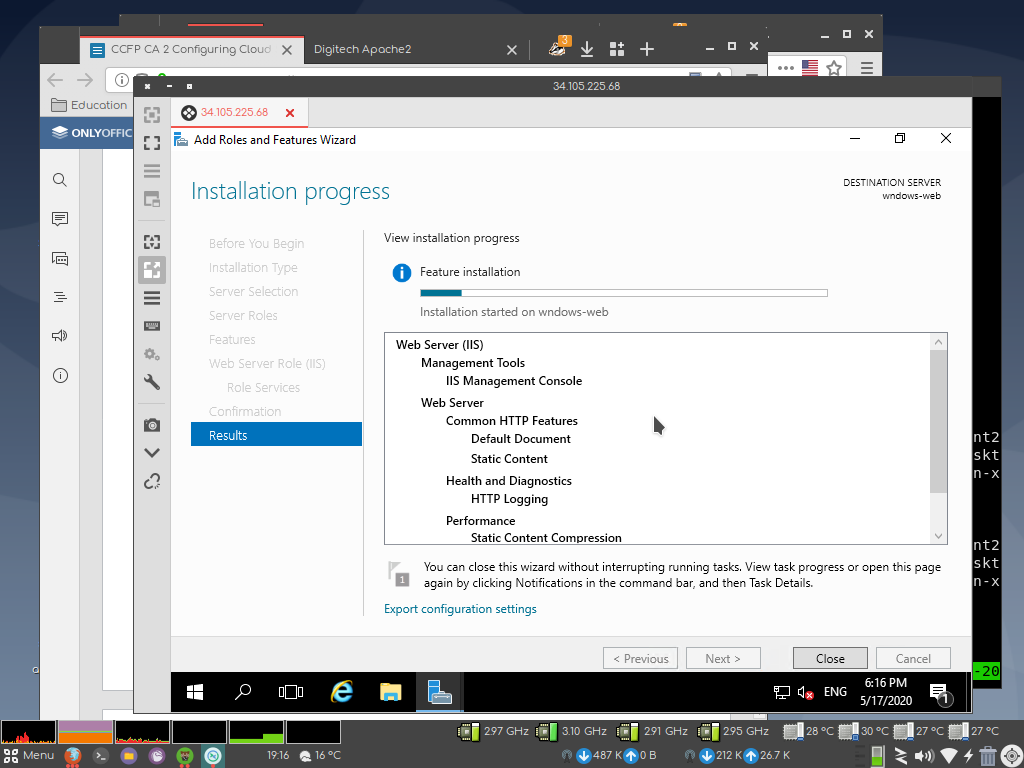 CCFP CA 2 Configuring Cloud
Digitech Apache2
3
Education
34.105.225.68
ONLYOFFIC
34.105.225.68
Add Roles and Features Wizard
Installation progress
DESTINATION SERVER
wndows-web
Before You Begin
Installation Type
Server Selection
Server Roles
Features
Web Server Role (IIS)
Role Services
Confirmation
Results
View installation progress
Feature installation
Installation started on wndows-web
Web Server (IIS)
Management Tools
IIS Management Console
Web Server
Common HTTP Features
Default Document
Static Content
Health and Diagnostics
HTTP Logging
Performance
Static Content Compression
1
You can close this wizard without interrupting running tasks. View task progress or open this page
again by clicking Notifications in the command bar, and then Task Details.
Export configuration settings
< Previous
Next >
Close
Cancel
nt2
skt
n-x
nt2
skt
n-x
-20
ENG
6:16 PM
5/17/2020
1
2.97 GHz
3.10 GHz
2.91 GHz
2.95 GHz
28 °C
30 °C
27 °C
27 °C
Menu
19:16
16 °C
487 K
0 B
212 K
26.7 K